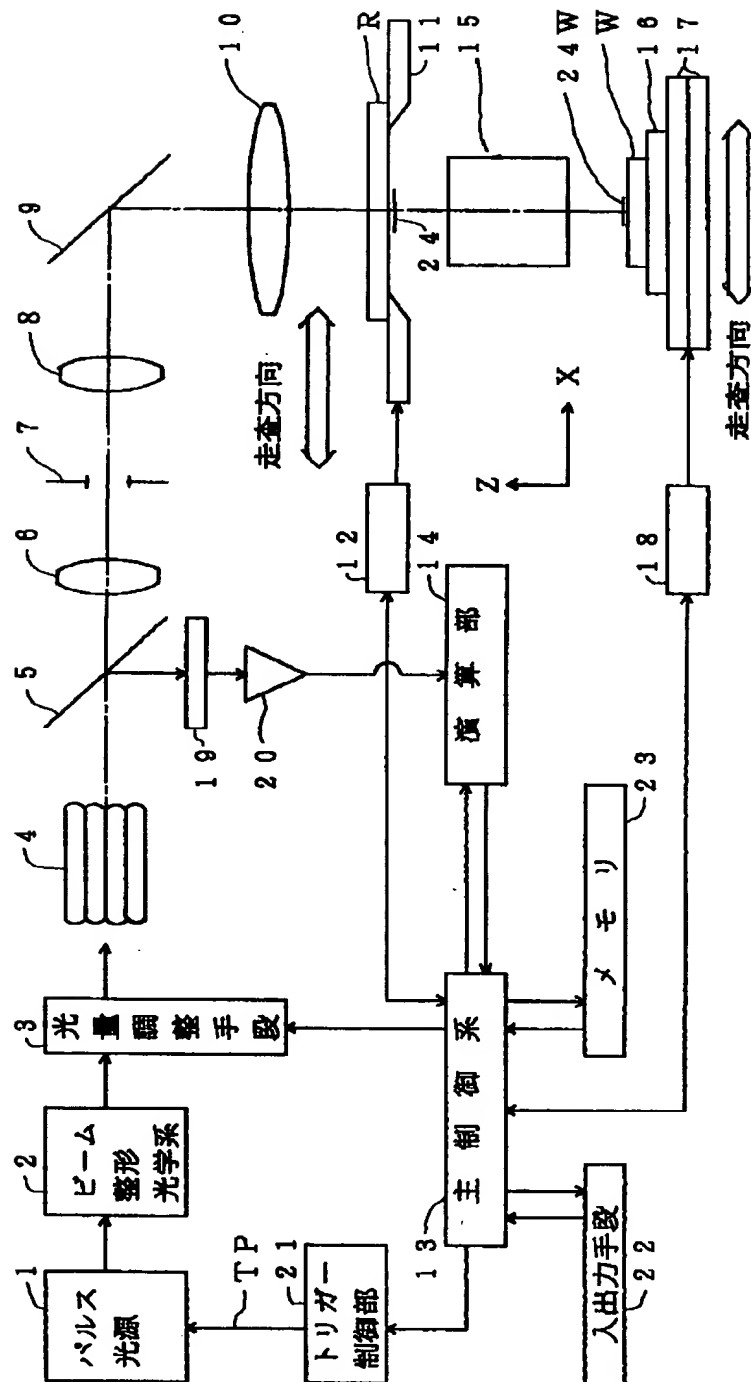 1
パルス
光源
2
ビーム
整形
光学系
3
光量調整手段
4
5
6
7
8
9
10
走査方向
R
11
24
15
24W
W
16
17
走査方向
19
20
12
14
演算部
Z
X
18
TP
21
トリガー
制御部
13
主制御系
23
メモリ
22
入出力手段